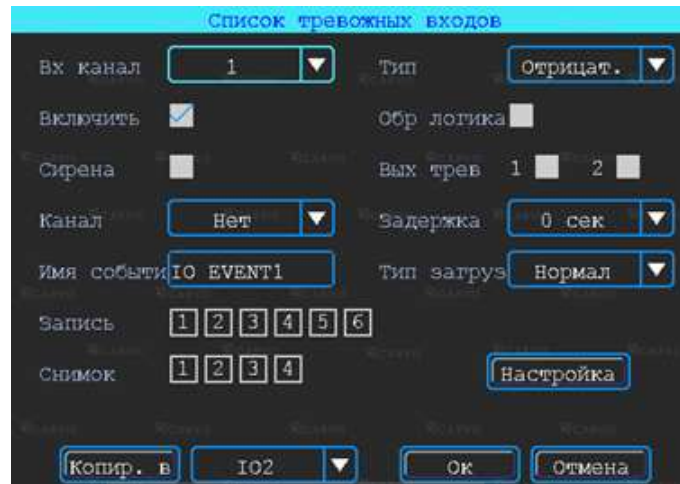 Список тревожных входов
Вх канал 1 Тип Отрицат.
Включить Обр логика
Сирена Вых трев 1 2
Канал Нет Задержка 0 сек
Имя событи IO EVENT1 Тип загруз Нормал
Запись 1 2 3 4 5 6
Снимок 1 2 3 4 Настройка
Копир. в IO2 Ок Отмена